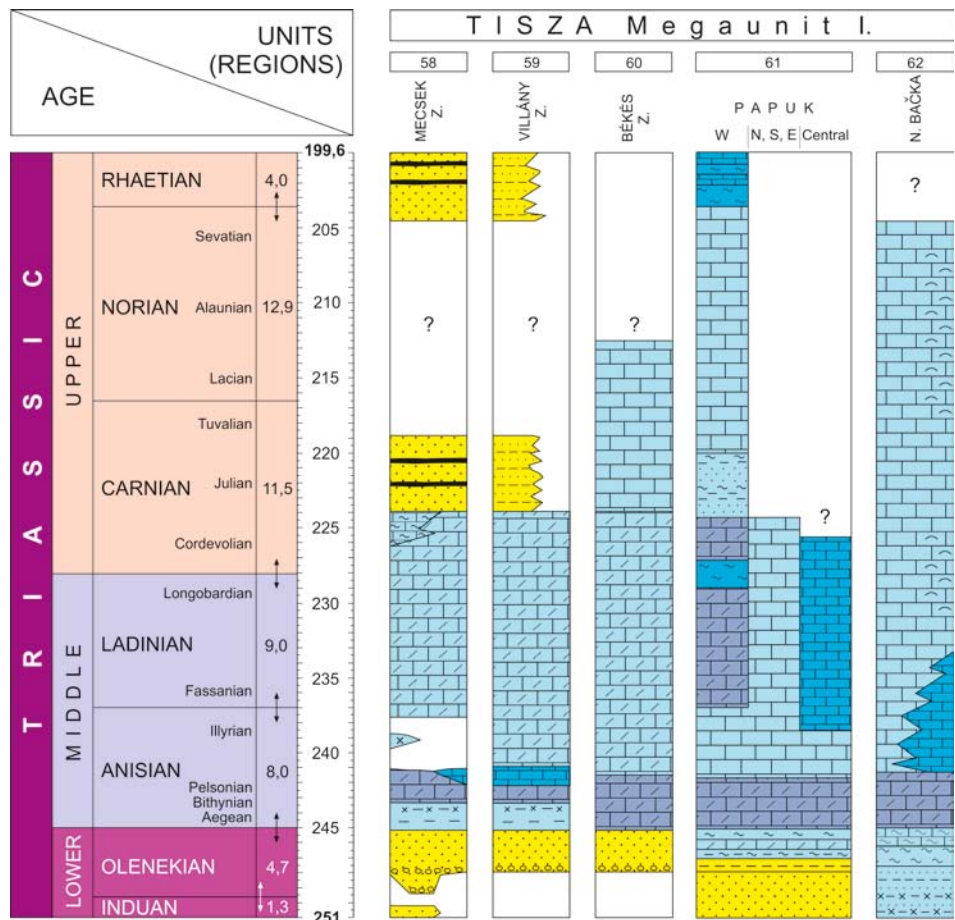 UNITS
(REGIONS)
AGE
TISZA Megaunit I.
58
59
60
61
62
MECSEK
Z.
VILLÁNY
Z.
BÉKÉS
Z.
PAPUK
W
N, S, E
Central
N. BAČKA
TRIASSIC
UPPER
MIDDLE
LOWER
RHAETIAN
4,0
NORIAN
Sevatian
Alaunian
Lacian
12,9
CARNIAN
Tuvalian
Julian
Cordevolian
11,5
LADINIAN
Longobardian
Fassanian
9,0
ANISIAN
Illyrian
Pelsonian
Bithynian
Aegean
8,0
OLENEKIAN
4,7
INDUAN
1,3
199,6
205
210
215
220
225
230
235
240
245
251
?
?
?
?
?